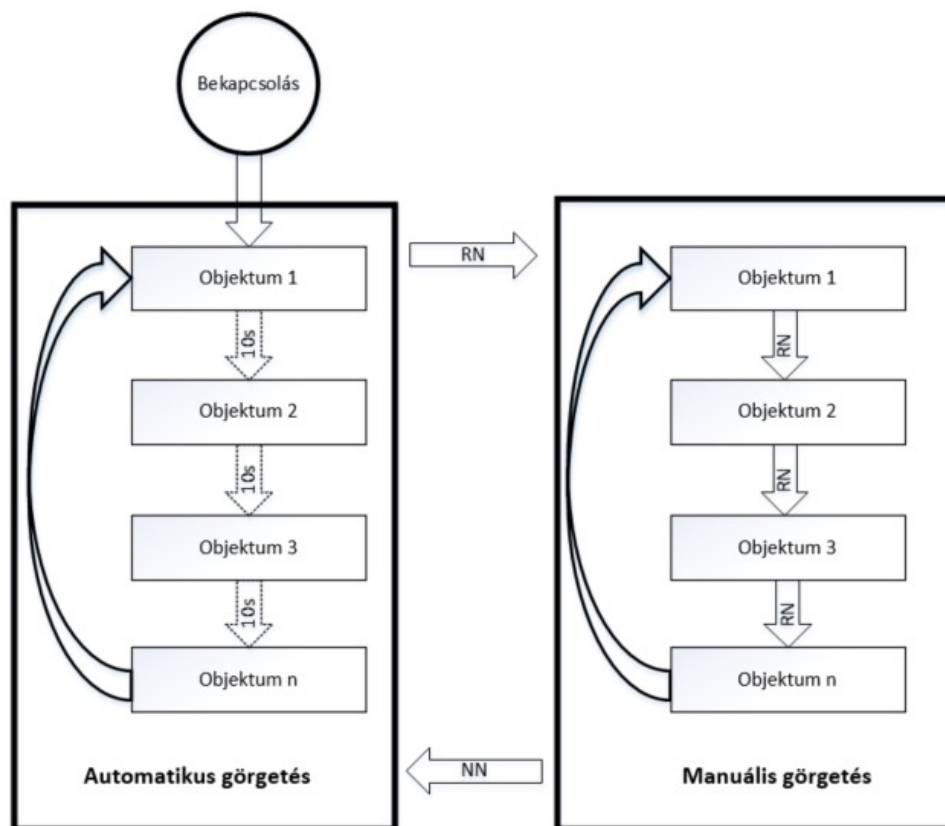 Bekapcsolás
Objektum 1
10s
Objektum 2
10s
Objektum 3
10s
Objektum n
Automatikus görgetés
RN
NN
Objektum 1
RN
Objektum 2
RN
Objektum 3
RN
Objektum n
Manuális görgetés